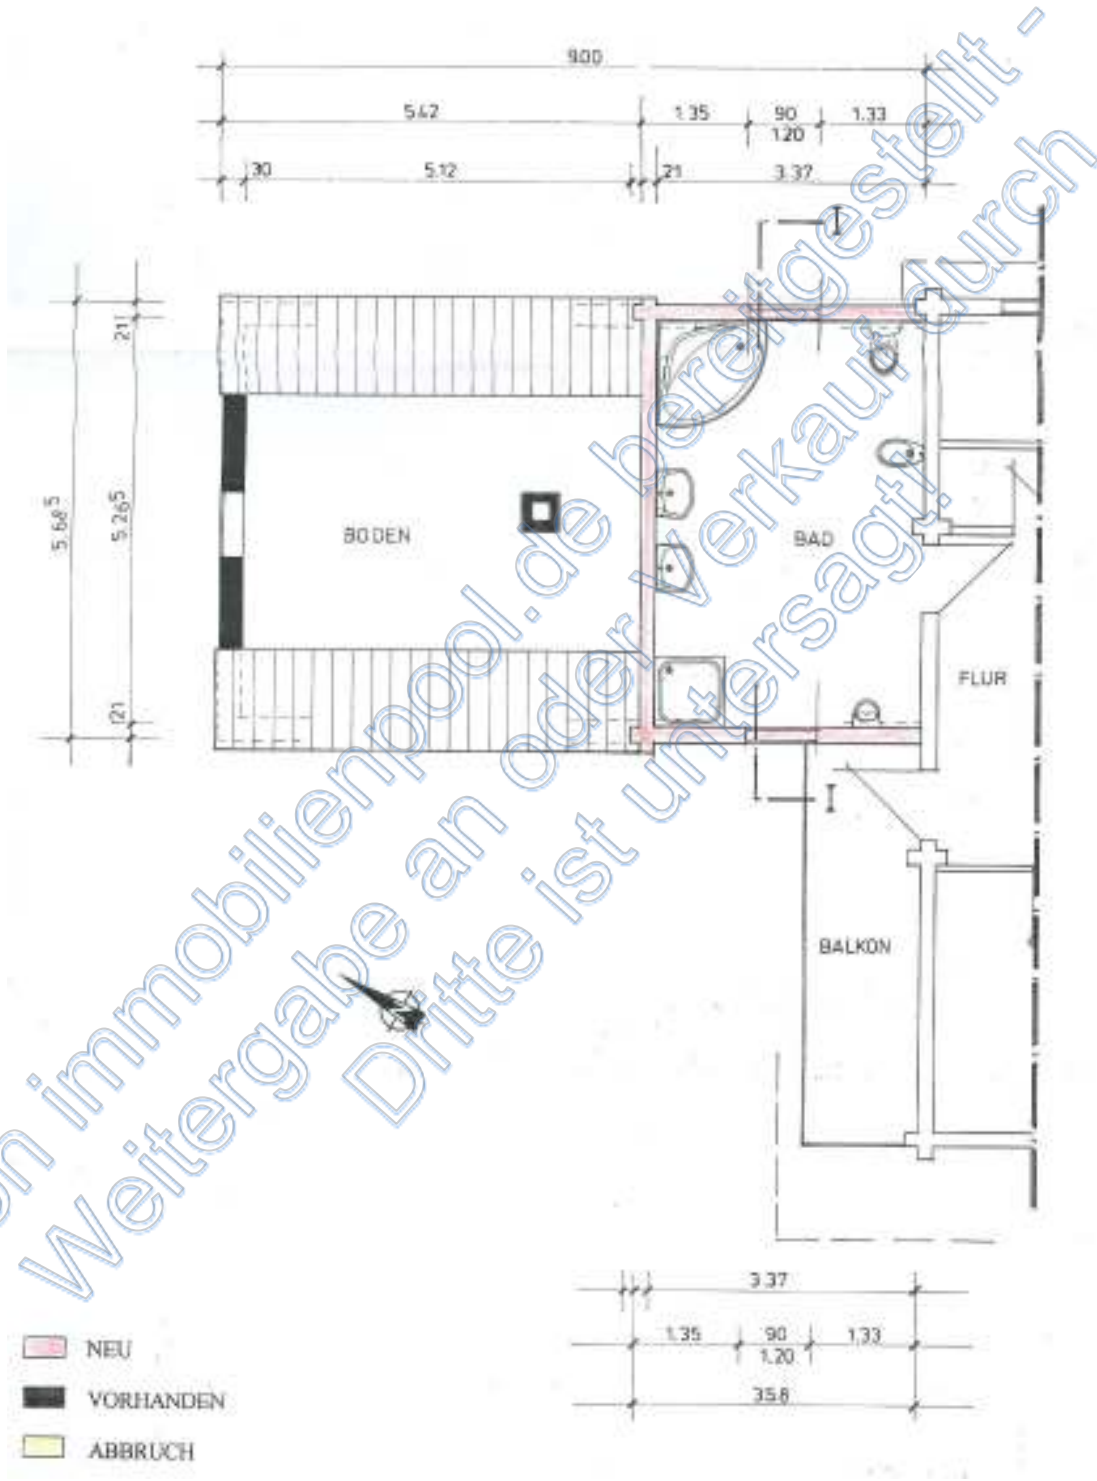 9.00
5.42 1.35 90 1.33
1.20
30 5.12 21 3.37
21
5.68⁵
5.26⁵
21
BODEN
BAD
FLUR
BALKON
3.37
1.35 90 1.33
1.20
3.58
NEU
VORHANDEN
ABBRUCH
on immobilienpool.de bereitgestellt -
Weitergabe an oder Verkauf durch
Dritte ist untersagt!